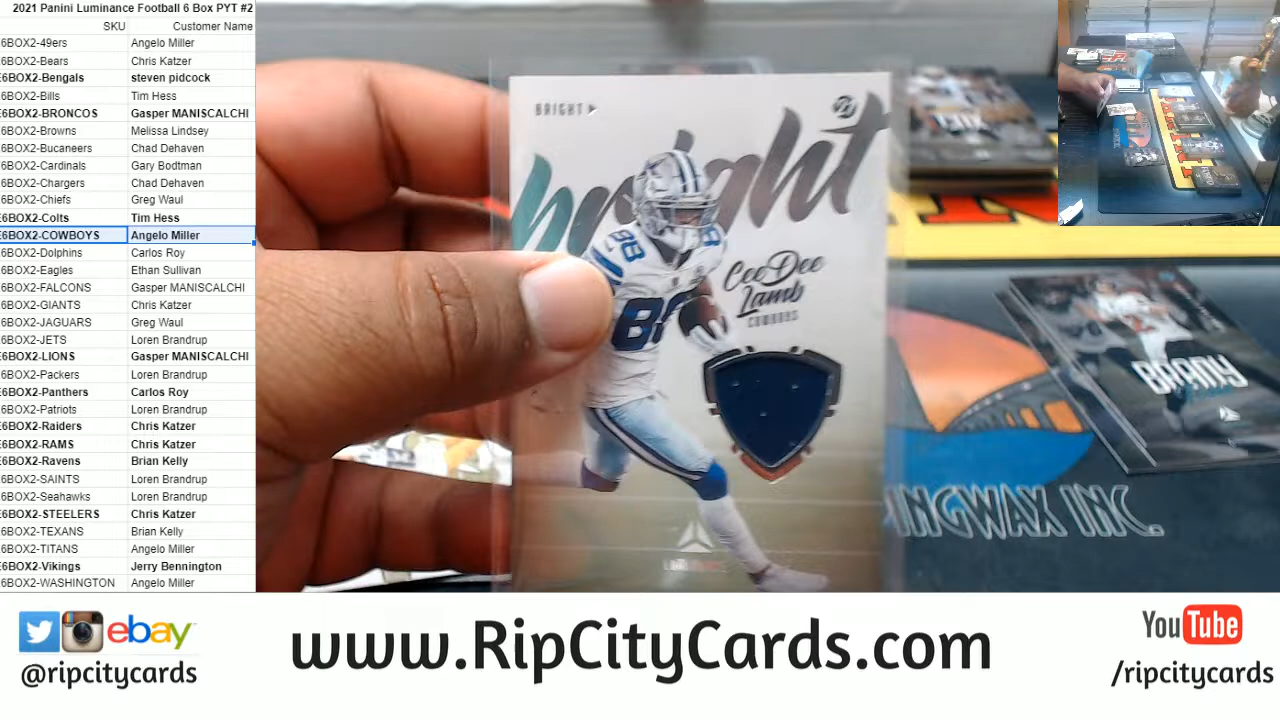 2021 Panini Luminance Football 6 Box PYT #2
SKU Customer Name
6BOX2-49ers Angelo Miller
6BOX2-Bears Chris Katzer
6BOX2-Bengals steven pidcock
6BOX2-Bills Tim Hess
6BOX2-BRONCOS Gasper MANISCALCHI
6BOX2-Browns Melissa Lindsey
6BOX2-Bucaneers Chad Dehaven
6BOX2-Cardinals Gary Bodtman
6BOX2-Chargers Chad Dehaven
6BOX2-Chiefs Greg Waul
6BOX2-Colts Tim Hess
6BOX2-COWBOYS Angelo Miller
6BOX2-Dolphins Carlos Roy
6BOX2-Eagles Ethan Sullivan
6BOX2-FALCONS Gasper MANISCALCHI
6BOX2-GIANTS Chris Katzer
6BOX2-JAGUARS Greg Waul
6BOX2-JETS Loren Brandrup
6BOX2-LIONS Gasper MANISCALCHI
6BOX2-Packers Loren Brandrup
6BOX2-Panthers Carlos Roy
6BOX2-Patriots Loren Brandrup
6BOX2-Raiders Chris Katzer
6BOX2-RAMS Chris Katzer
6BOX2-Ravens Brian Kelly
6BOX2-SAINTS Loren Brandrup
6BOX2-Seahawks Loren Brandrup
6BOX2-STEELERS Chris Katzer
6BOX2-TEXANS Brian Kelly
6BOX2-TITANS Angelo Miller
6BOX2-Vikings Jerry Bennington
6BOX2-WASHINGTON Angelo Miller
BRIGHT
bright
88
88
CeeDee
Lamb
COWBOYS
INGWAX INC.
ebay
@ripcitycards
www.RipCityCards.com
YouTube
/ripcitycards